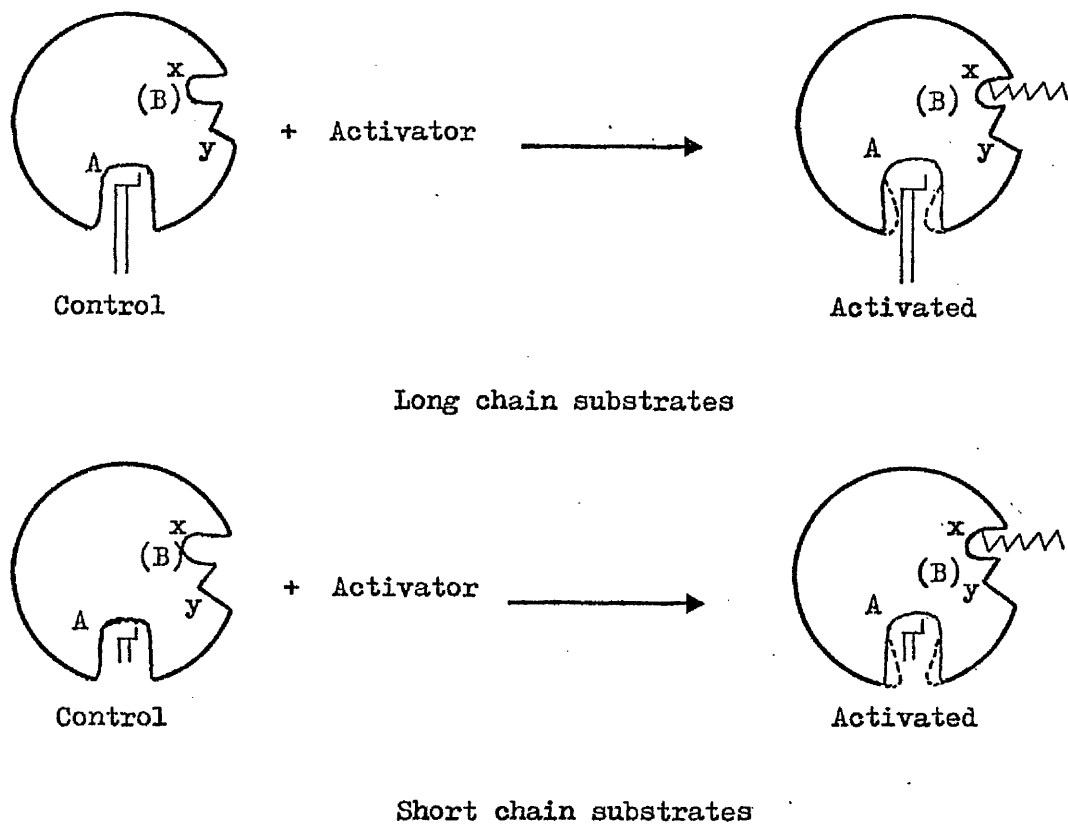 x
(B)
y
A
+ Activator
Control
x
(B)
y
A
Activated
Long chain substrates
x
(B)
y
A
+ Activator
Control
x
(B)
y
A
Activated
Short chain substrates